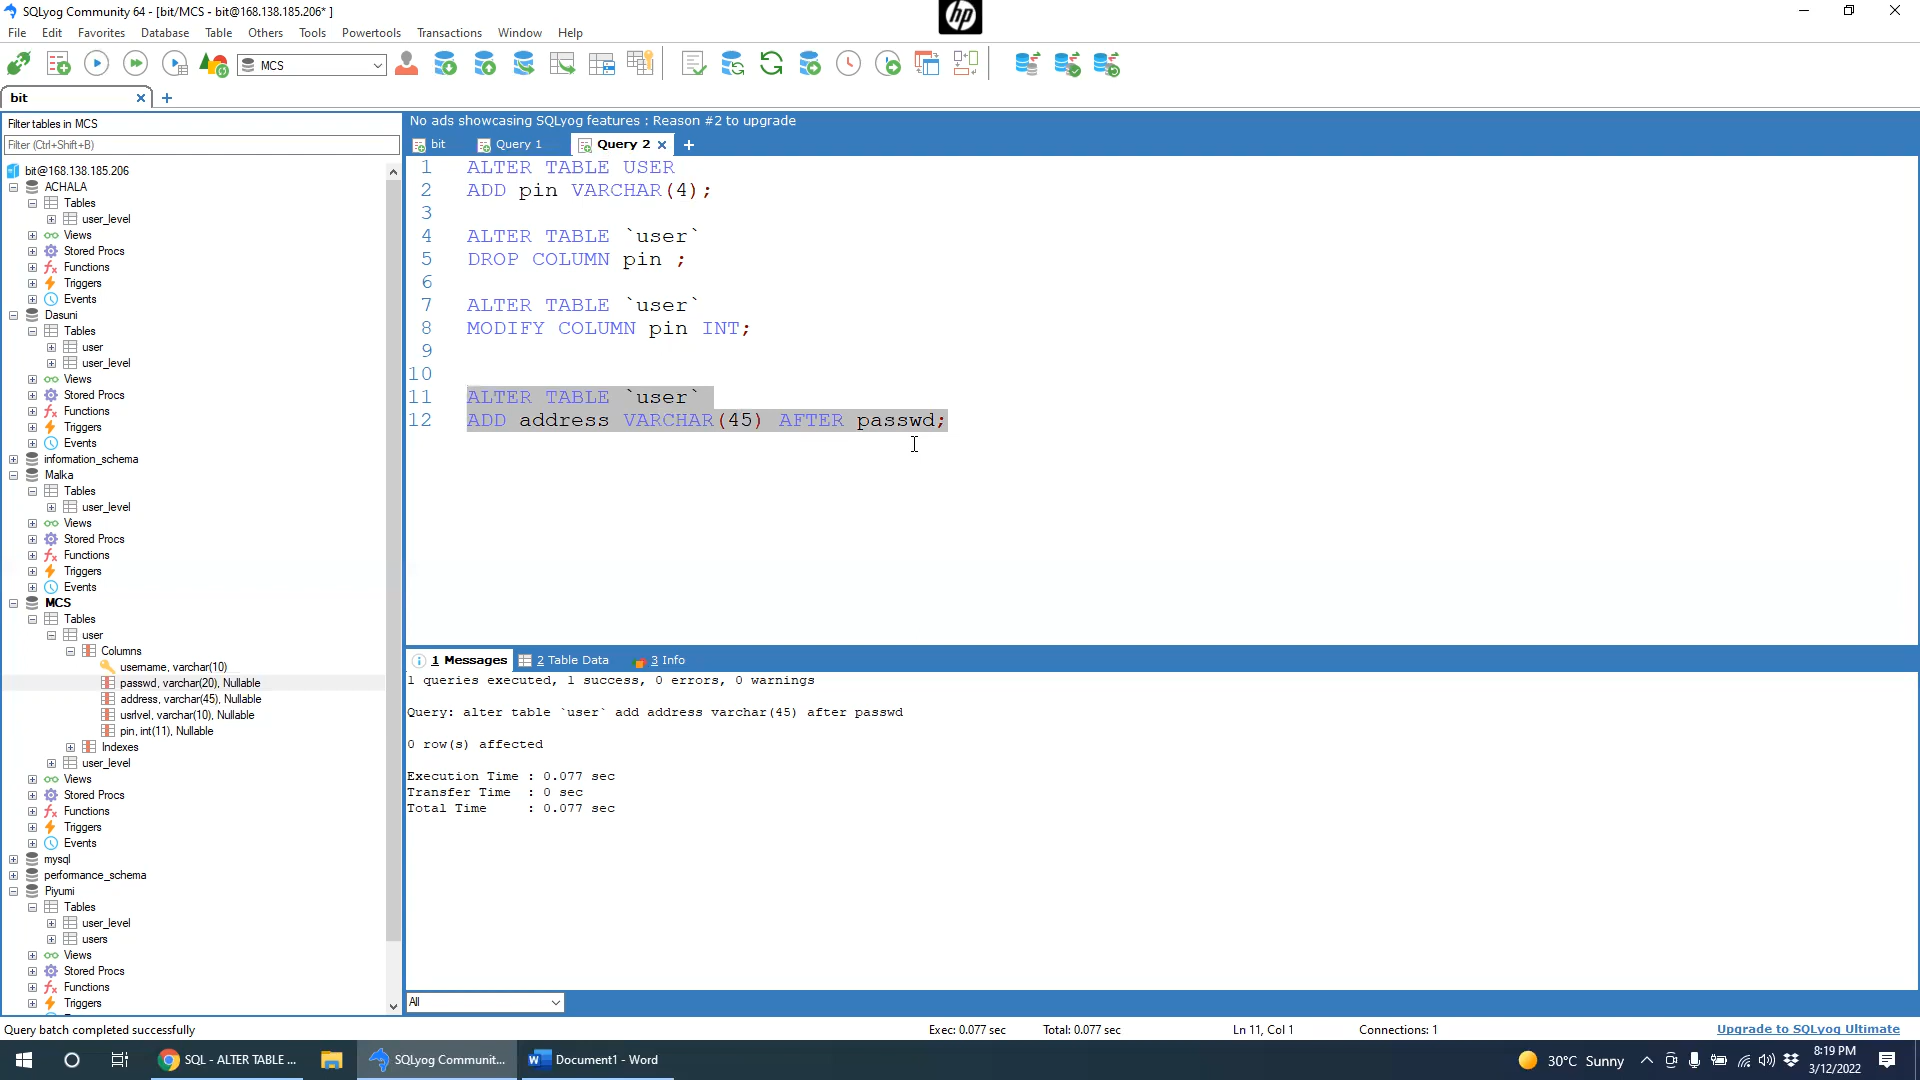 SQLyog Community 64 - [bit/MCS - bit@168.138.185.206* ]
hp
File Edit Favorites Database Table Others Tools Powertools Transactions Window Help
MCS
bit
Filter tables in MCS
Filter (Ctrl+Shift+B)
bit@168.138.185.206
ACHALA
Tables
user_level
Views
Stored Procs
Functions
Triggers
Events
Dasuni
Tables
user
user_level
Views
Stored Procs
Functions
Triggers
Events
information_schema
Malka
Tables
user_level
Views
Stored Procs
Functions
Triggers
Events
MCS
Tables
user
Columns
username, varchar(10)
passwd, varchar(20), Nullable
address, varchar(45), Nullable
usrlvel, varchar(10), Nullable
pin, int(11), Nullable
Indexes
user_level
Views
Stored Procs
Functions
Triggers
Events
mysql
performance_schema
Piyumi
Tables
user_level
users
Views
Stored Procs
Functions
Triggers
No ads showcasing SQLyog features : Reason #2 to upgrade
bit Query 1 Query 2
1 ALTER TABLE USER
2 ADD pin VARCHAR(4);
3
4 ALTER TABLE `user`
5 DROP COLUMN pin ;
6
7 ALTER TABLE `user`
8 MODIFY COLUMN pin INT;
9
10
11 ALTER TABLE `user`
12 ADD address VARCHAR(45) AFTER passwd;
1 Messages 2 Table Data 3 Info
1 queries executed, 1 success, 0 errors, 0 warnings
Query: alter table `user` add address varchar(45) after passwd
0 row(s) affected
Execution Time : 0.077 sec
Transfer Time : 0 sec
Total Time : 0.077 sec
All
Query batch completed successfully Exec: 0.077 sec Total: 0.077 sec Ln 11, Col 1 Connections: 1 Upgrade to SQLyog Ultimate
SQL - ALTER TABLE ... SQLyog Communit... Document1 - Word 30°C Sunny 8:19 PM
3/12/2022